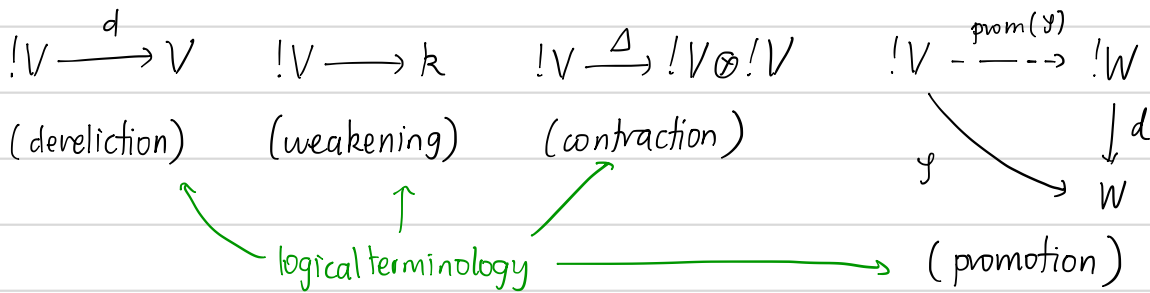 !V —d→ V   !V ⟶ k   !V —Δ→ !V⊗!V   !V - - prom(φ) - -→ !W
(dereliction)   (weakening)   (contraction)   ↓ d
φ
W
logical terminology   (promotion)